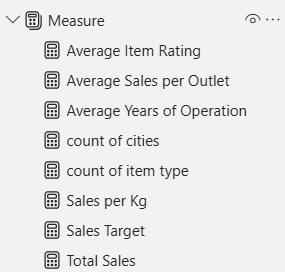 Measure
Average Item Rating
Average Sales per Outlet
Average Years of Operation
count of cities
count of item type
Sales per Kg
Sales Target
Total Sales